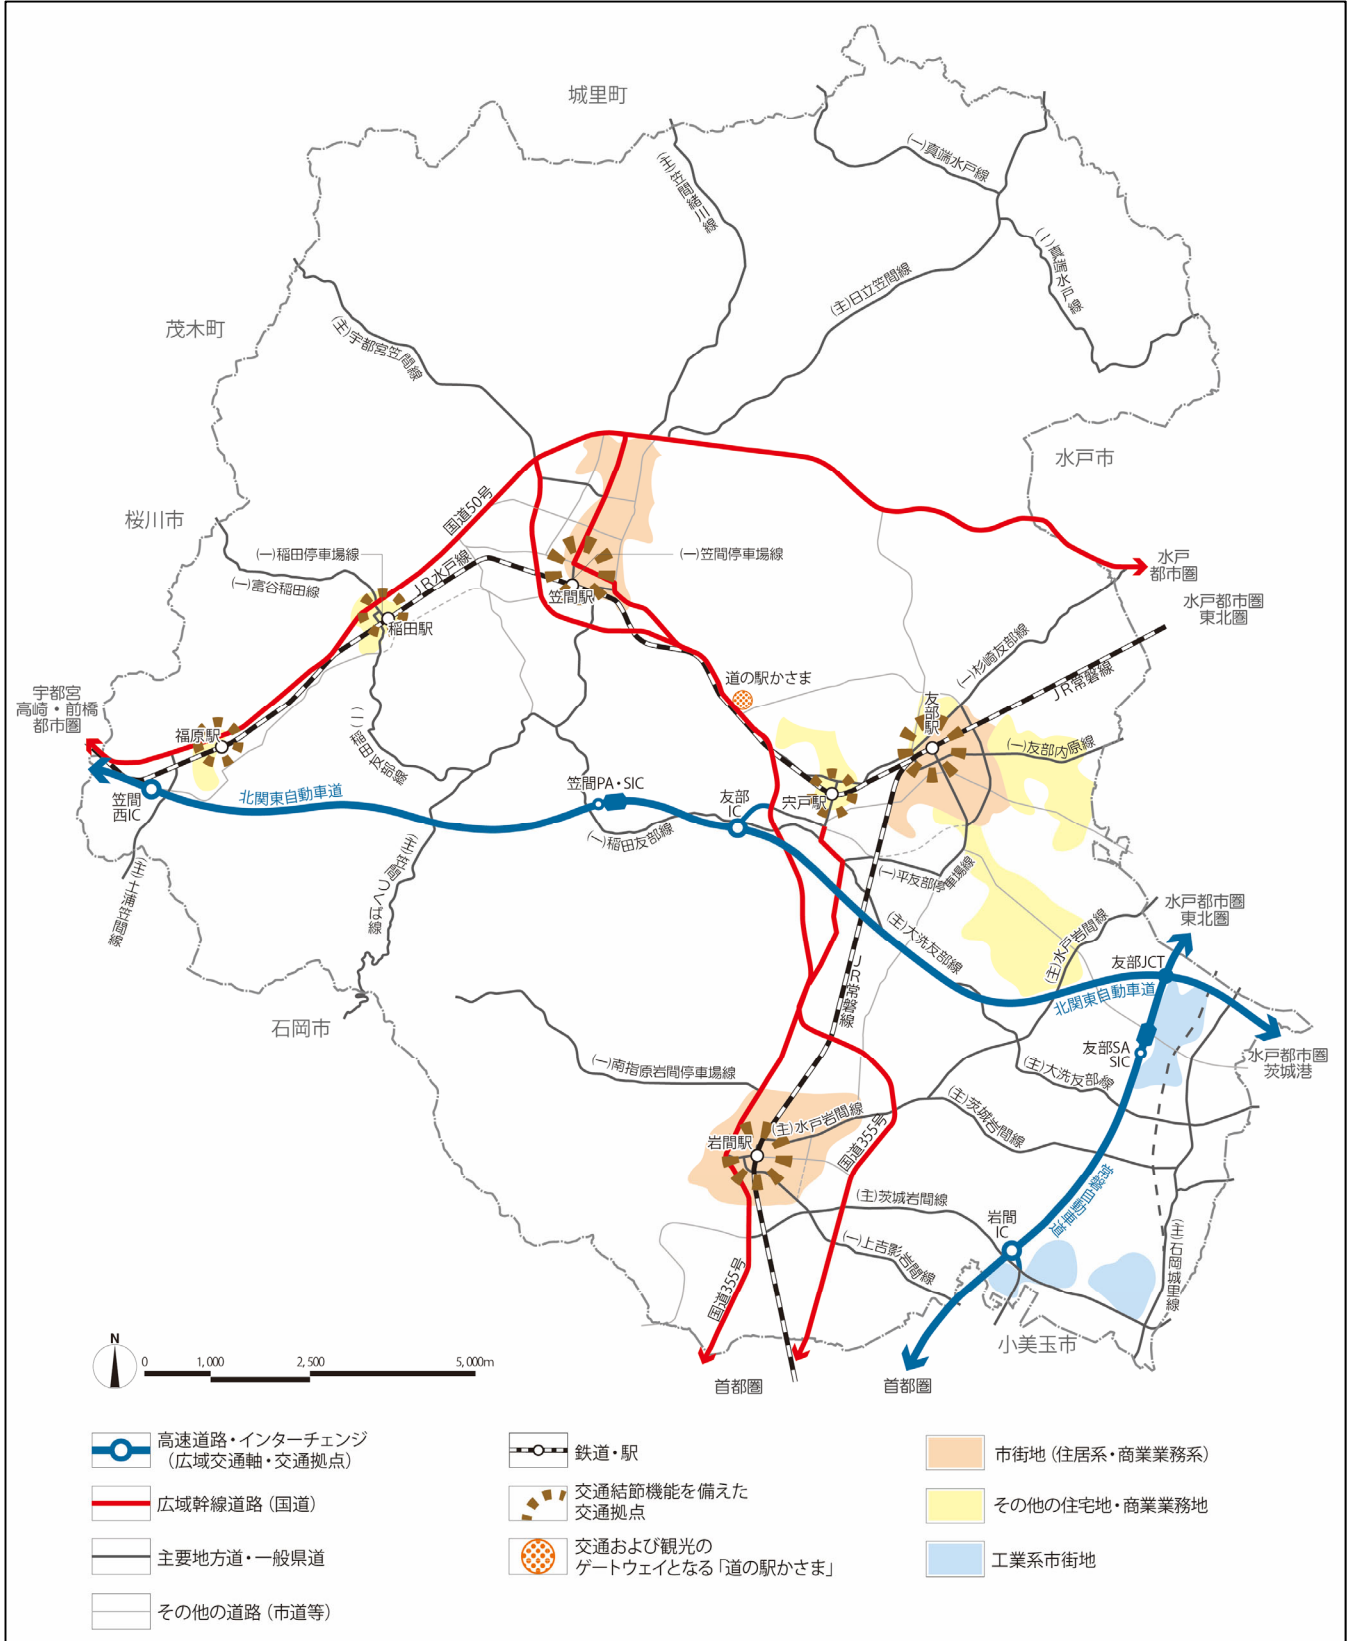 城里町
(一)真端水戸線
(主)笠間緒川線
(一)真端水戸線
(主)日立笠間線
茂木町
(主)宇都宮笠間線
水戸市
国道50号
桜川市
(一)稲田停車場線
(一)笠間停車場線
水戸
都市圏
JR水戸線
(一)富谷稲田線
笠間駅
水戸都市圏
東北圏
稲田駅
(一)杉崎友部線
道の駅かさま
JR常磐線
宇都宮
高崎・前橋
都市圏
友部駅
福原駅
(一)稲田友部線
(一)友部内原線
笠間PA・SIC
友部
IC
宍戸駅
笠間
西IC
北関東自動車道
(一)稲田友部線
(主)笠間つくば線
(一)平友部停車場線
(主)土浦笠間線
(主)大洗友部線
(主)水戸岩間線
水戸都市圏
東北圏
友部JCT
JR常磐線
北関東自動車道
石岡市
友部SA
SIC
水戸都市圏
茨城港
(一)南指原岩間停車場線
(主)大洗友部線
(主)水戸岩間線
(主)茨城岩間線
岩間駅
国道355号
常磐自動車道
(主)茨城岩間線
岩間
IC
(一)上吉影岩間線
(主)石岡城里線
国道355号
小美玉市
首都圏
首都圏
N
0 1,000 2,500 5,000m
高速道路・インターチェンジ
(広域交通軸・交通拠点)
広域幹線道路(国道)
主要地方道・一般県道
その他の道路(市道等)
鉄道・駅
交通結節機能を備えた
交通拠点
交通および観光の
ゲートウェイとなる「道の駅かさま」
市街地(住居系・商業業務系)
その他の住宅地・商業業務地
工業系市街地